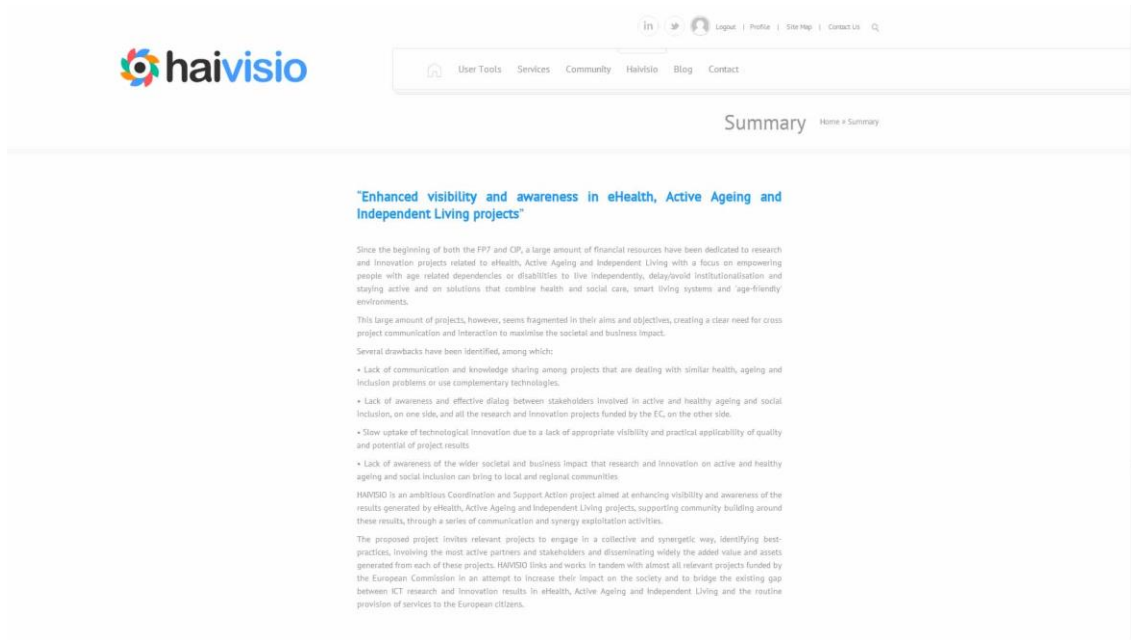 Logout | Profile | Site Map | Contact Us
haivisio
User Tools Services Community Haivisio Blog Contact
Summary Home » Summary
"Enhanced visibility and awareness in eHealth, Active Ageing and
Independent Living projects"
Since the beginning of both the FP7 and CIP, a large amount of financial resources have been dedicated to research
and innovation projects related to eHealth, Active Ageing and Independent Living with a focus on empowering
people with age related dependencies or disabilities to live independently, delay/avoid institutionalisation and
staying active and on solutions that combine health and social care, smart living systems and 'age-friendly'
environments.
This large amount of projects, however, seems fragmented in their aims and objectives, creating a clear need for cross
project communication and interaction to maximise the societal and business impact.
Several drawbacks have been identified, among which:
• Lack of communication and knowledge sharing among projects that are dealing with similar health, ageing and
inclusion problems or use complementary technologies.
• Lack of awareness and effective dialog between stakeholders involved in active and healthy ageing and social
inclusion, on one side, and all the research and innovation projects funded by the EC, on the other side.
• Slow uptake of technological innovation due to a lack of appropriate visibility and practical applicability of quality
and potential of project results
• Lack of awareness of the wider societal and business impact that research and innovation on active and healthy
ageing and social inclusion can bring to local and regional communities
HAIVISIO is an ambitious Coordination and Support Action project aimed at enhancing visibility and awareness of the
results generated by eHealth, Active Ageing and Independent Living projects, supporting community building around
these results, through a series of communication and synergy exploitation activities.
The proposed project invites relevant projects to engage in a collective and synergetic way, identifying best-
practices, involving the most active partners and stakeholders and disseminating widely the added value and assets
generated from each of these projects. HAIVISIO links and works in tandem with almost all relevant projects funded by
the European Commission in an attempt to increase their impact on the society and to bridge the existing gap
between ICT research and innovation results in eHealth, Active Ageing and Independent Living and the routine
provision of services to the European citizens.